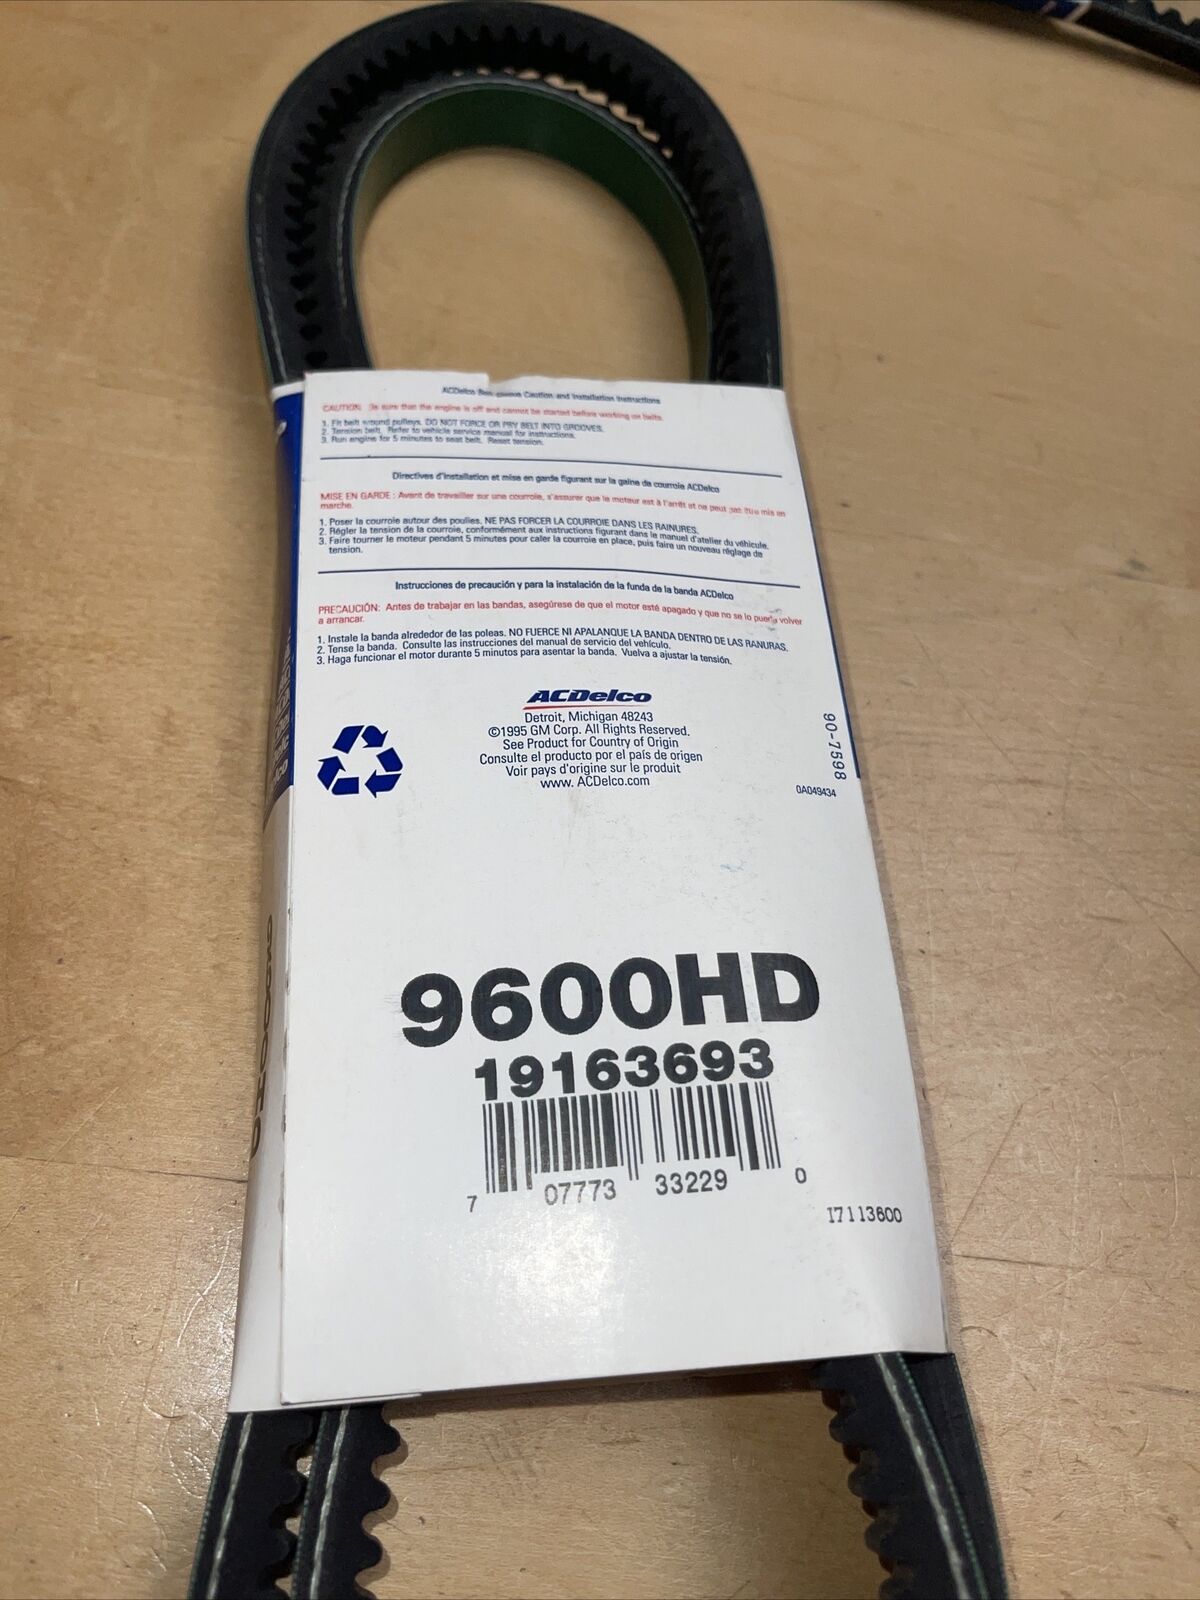 ACDelco Caution and Installation Instructions
CAUTION: Be sure that the engine is off and cannot be started before working on belts.
1. Fit belt around pulleys. DO NOT FORCE OR PRY BELT INTO GROOVES.
2. Tension belt. Refer to vehicle service manual for instructions.
3. Run engine for 5 minutes to seat belt. Reset tension.
Directives d'installation et mise en garde figurant sur la gaine de courroie ACDelco
MISE EN GARDE : Avant de travailler sur une courroie, s'assurer que le moteur est à l'arrêt et ne peut pas être mis en
marche.
1. Poser la courroie autour des poulies. NE PAS FORCER LA COURROIE DANS LES RAINURES.
2. Régler la tension de la courroie, conformément aux instructions figurant dans le manuel d'atelier du véhicule.
3. Faire tourner le moteur pendant 5 minutes pour caler la courroie en place, puis faire un nouveau réglage de
tension.
Instrucciones de precaución y para la instalación de la funda de la banda ACDelco
PRECAUCIÓN: Antes de trabajar en las bandas, asegúrese de que el motor esté apagado y que no se lo pueda volver
a arrancar.
1. Instale la banda alrededor de las poleas. NO FUERCE NI APALANQUE LA BANDA DENTRO DE LAS RANURAS.
2. Tense la banda. Consulte las instrucciones del manual de servicio del vehículo.
3. Haga funcionar el motor durante 5 minutos para asentar la banda. Vuelva a ajustar la tensión.
ACDelco
Detroit, Michigan 48243
©1995 GM Corp. All Rights Reserved.
See Product for Country of Origin
Consulte el producto por el país de origen
Voir pays d'origine sur le produit
www. ACDelco.com
90-7598
0A049434
9600HD
19163693
7 07773 33229 0
17113600